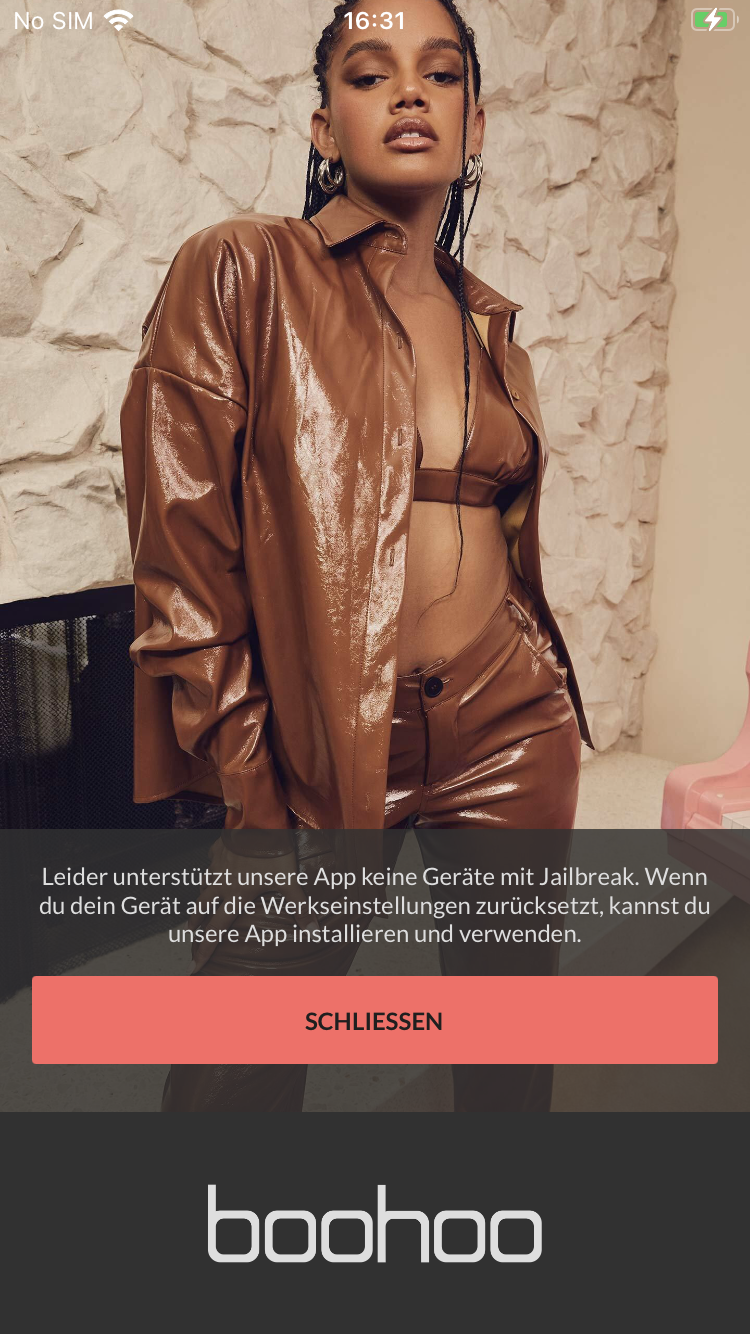 No SIM 16:31
Leider unterstützt unsere App keine Geräte mit Jailbreak. Wenn
du dein Gerät auf die Werkseinstellungen zurücksetzt, kannst du
unsere App installieren und verwenden.
SCHLIESSEN
boohoo